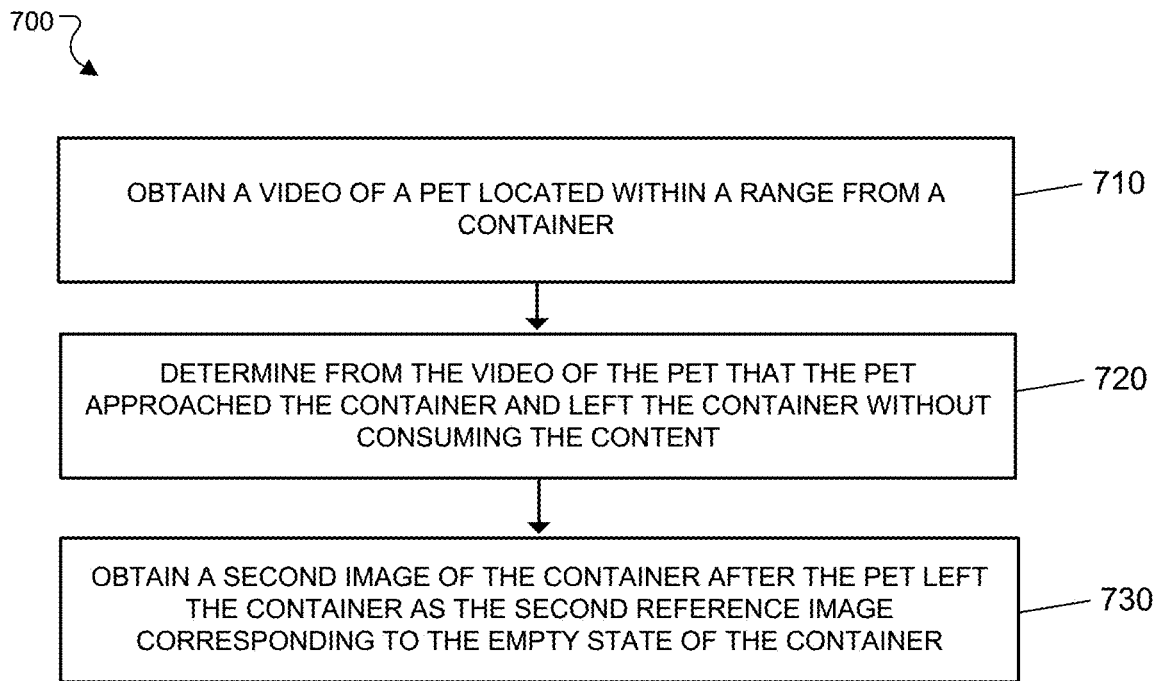 700
OBTAIN A VIDEO OF A PET LOCATED WITHIN A RANGE FROM A
CONTAINER
710
DETERMINE FROM THE VIDEO OF THE PET THAT THE PET
APPROACHED THE CONTAINER AND LEFT THE CONTAINER WITHOUT
CONSUMING THE CONTENT
720
OBTAIN A SECOND IMAGE OF THE CONTAINER AFTER THE PET LEFT
THE CONTAINER AS THE SECOND REFERENCE IMAGE
CORRESPONDING TO THE EMPTY STATE OF THE CONTAINER
730